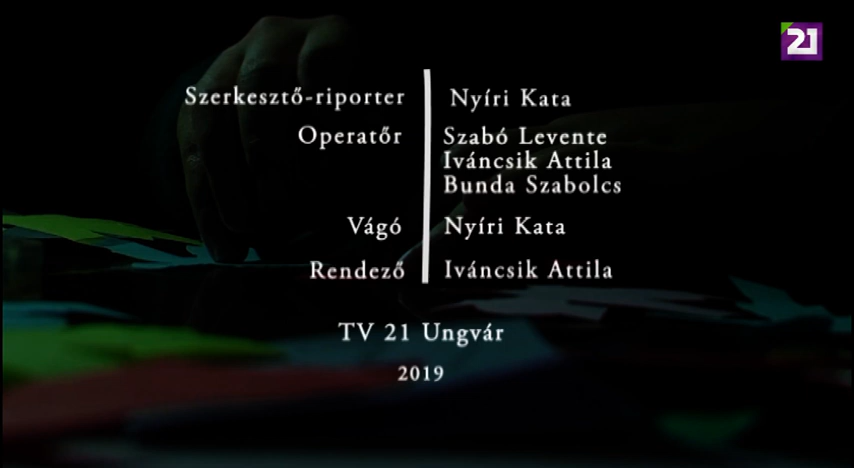 21
Szerkesztő-riporter Nyíri Kata
Operatőr Szabó Levente
Iváncsik Attila
Bunda Szabolcs
Vágó Nyíri Kata
Rendező Iváncsik Attila
TV 21 Ungvár
2019